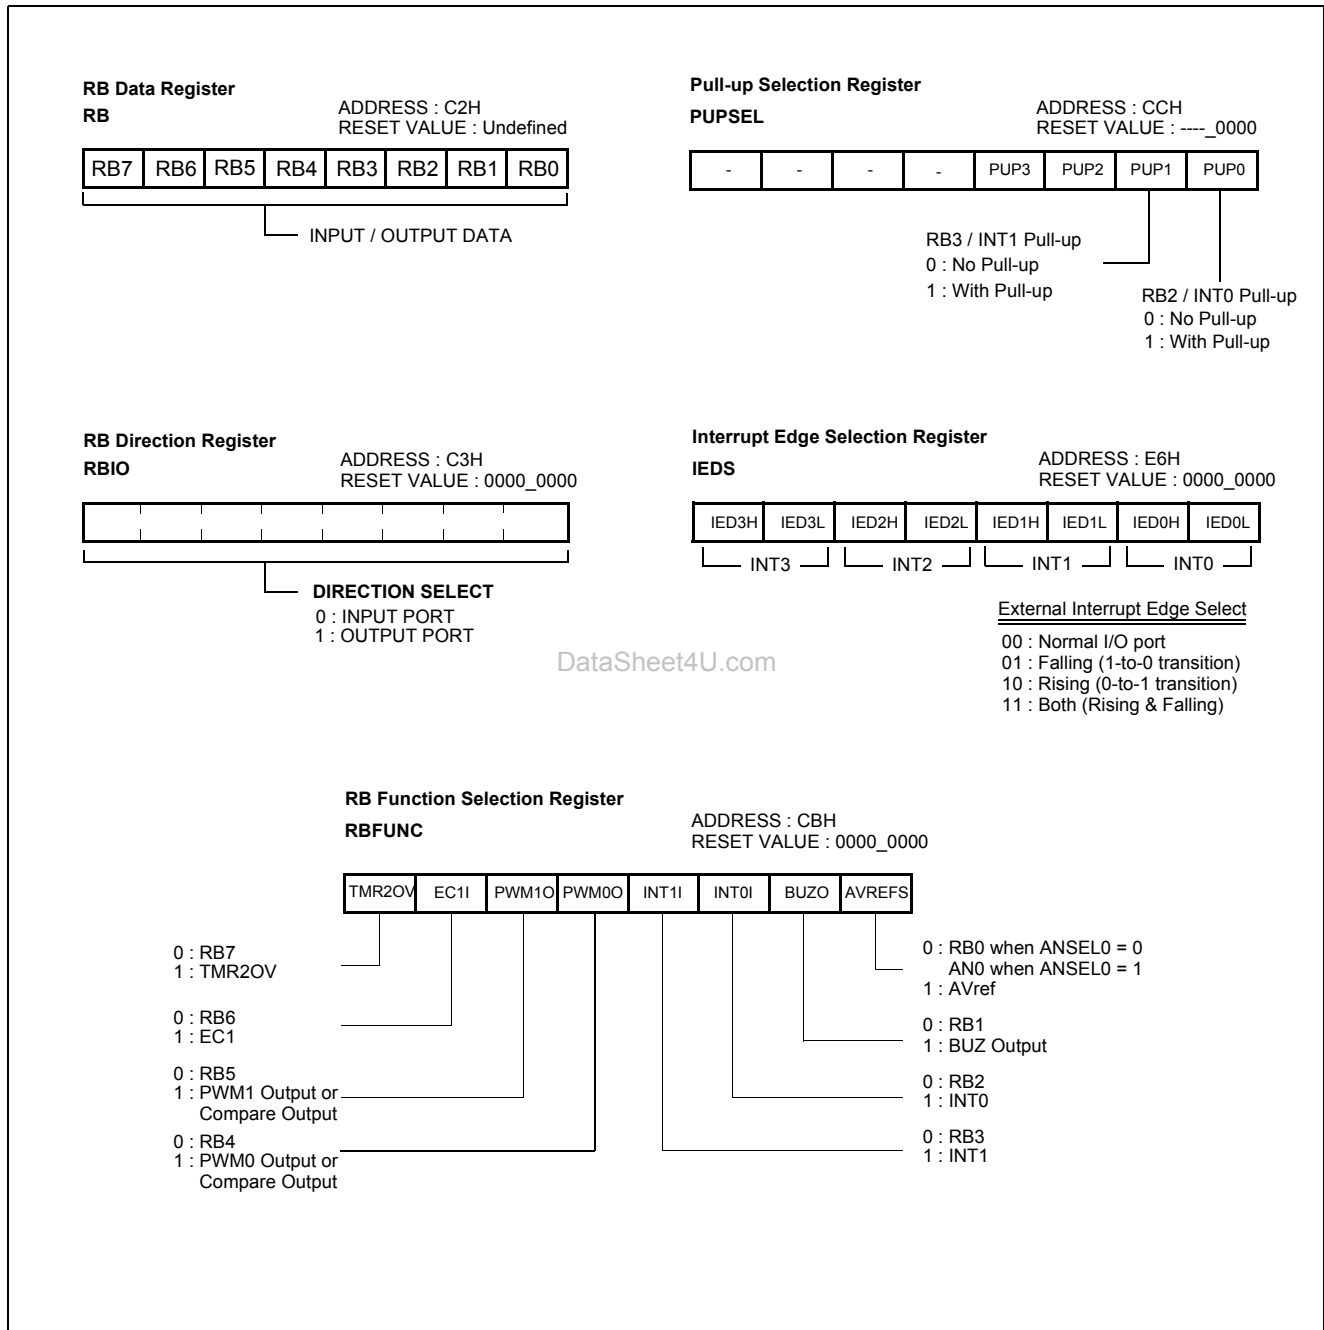 RB Data Register
RB
ADDRESS : C2H
RESET VALUE : Undefined
RB7 RB6 RB5 RB4 RB3 RB2 RB1 RB0
INPUT / OUTPUT DATA
Pull-up Selection Register
PUPSEL
ADDRESS : CCH
RESET VALUE : ----_0000
- - - - PUP3 PUP2 PUP1 PUP0
RB3 / INT1 Pull-up
0 : No Pull-up
1 : With Pull-up
RB2 / INT0 Pull-up
0 : No Pull-up
1 : With Pull-up
RB Direction Register
RBIO
ADDRESS : C3H
RESET VALUE : 0000_0000
DIRECTION SELECT
0 : INPUT PORT
1 : OUTPUT PORT
Interrupt Edge Selection Register
IEDS
ADDRESS : E6H
RESET VALUE : 0000_0000
IED3H IED3L IED2H IED2L IED1H IED1L IED0H IED0L
INT3 INT2 INT1 INT0
External Interrupt Edge Select
00 : Normal I/O port
01 : Falling (1-to-0 transition)
10 : Rising (0-to-1 transition)
11 : Both (Rising & Falling)
DataSheet4U.com
RB Function Selection Register
RBFUNC
ADDRESS : CBH
RESET VALUE : 0000_0000
TMR2OV EC1I PWM1O PWM0O INT1I INT0I BUZO AVREFS
0 : RB7
1 : TMR2OV
0 : RB6
1 : EC1
0 : RB5
1 : PWM1 Output or
Compare Output
0 : RB4
1 : PWM0 Output or
Compare Output
0 : RB0 when ANSEL0 = 0
AN0 when ANSEL0 = 1
1 : AVref
0 : RB1
1 : BUZ Output
0 : RB2
1 : INT0
0 : RB3
1 : INT1